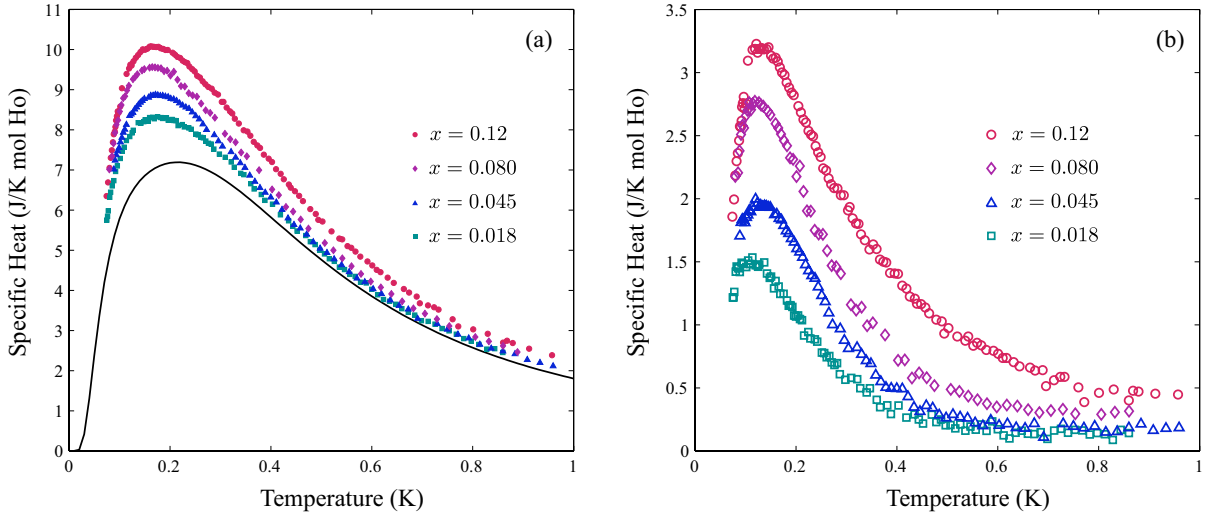 (a)
Specific Heat (J/K mol Ho)
11
10
9
8
7
6
5
4
3
2
1
0
x = 0.12
x = 0.080
x = 0.045
x = 0.018
0 0.2 0.4 0.6 0.8 1
Temperature (K)
(b)
Specific Heat (J/K mol Ho)
3.5
3
2.5
2
1.5
1
0.5
0
x = 0.12
x = 0.080
x = 0.045
x = 0.018
0 0.2 0.4 0.6 0.8 1
Temperature (K)